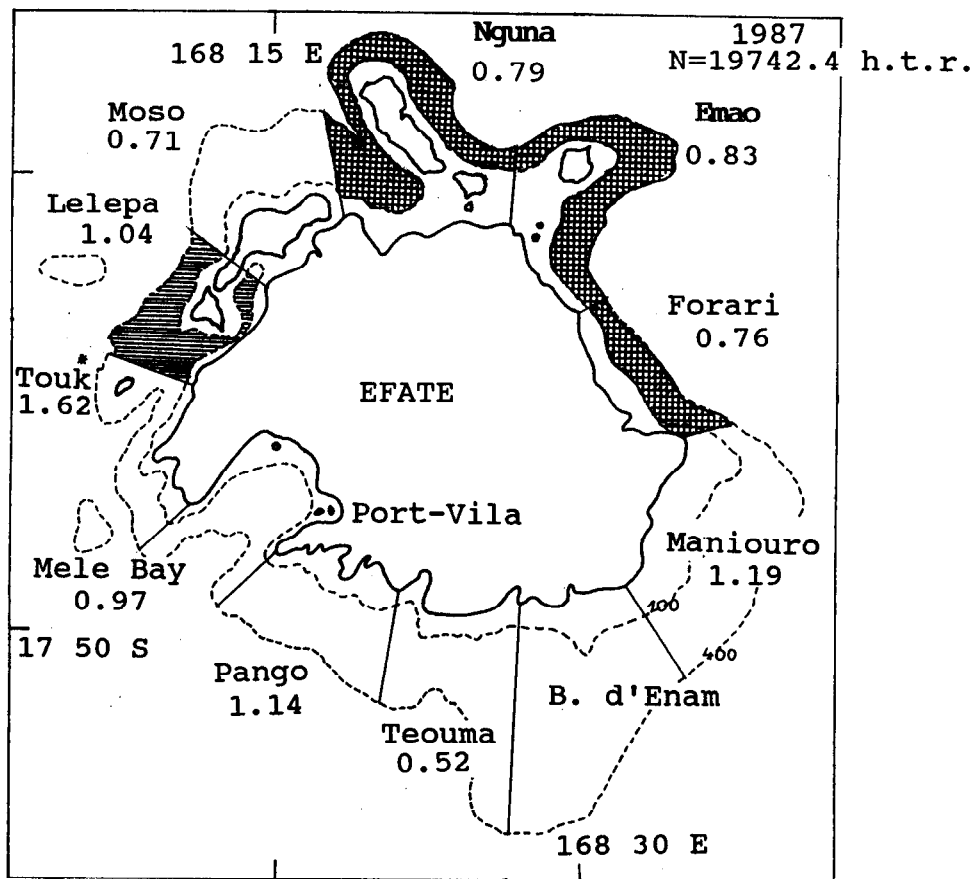 1987
N=19742.4 h.t.r.
168 15 E
Nguna
0.79
Moso
0.71
Emao
0.83
Lelepa
1.04
Forari
0.76
Touk*
1.62
EFATE
Port-Vila
Mele Bay
0.97
Maniouro
1.19
100
400
17 50 S
Pango
1.14
B. d'Enam
Teouma
0.52
168 30 E